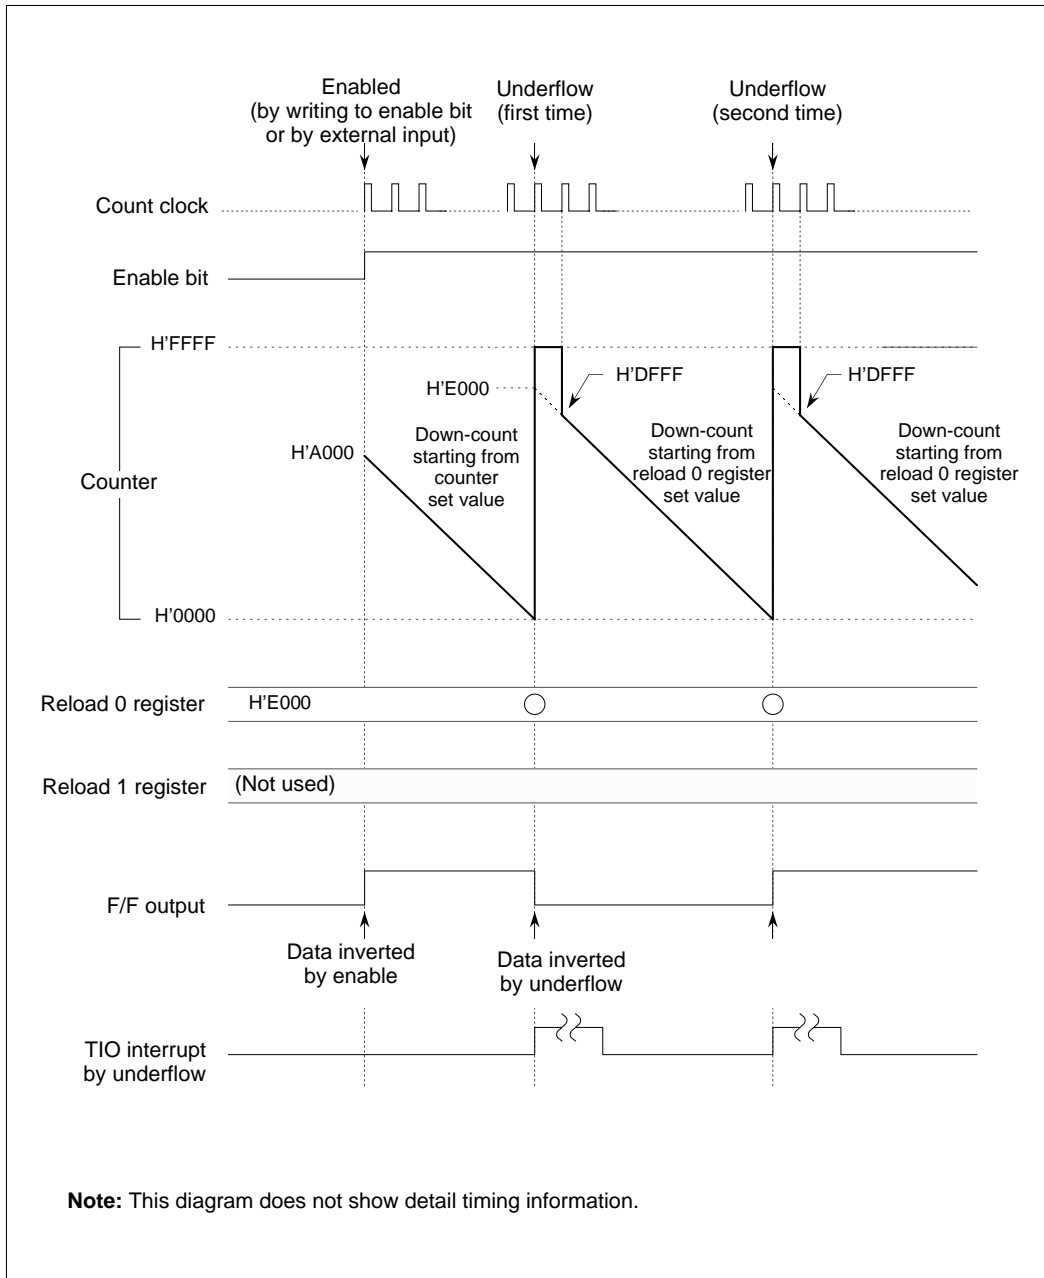 Enabled
(by writing to enable bit
or by external input)
Underflow
(first time)
Underflow
(second time)
Count clock
Enable bit
H'FFFF
H'E000
H'DFFF
H'DFFF
H'A000
Down-count
starting from
counter
set value
Down-count
starting from
reload 0 register
set value
Down-count
starting from
reload 0 register
set value
Counter
H'0000
Reload 0 register
H'E000
Reload 1 register
(Not used)
F/F output
Data inverted
by enable
Data inverted
by underflow
TIO interrupt
by underflow
Note: This diagram does not show detail timing information.